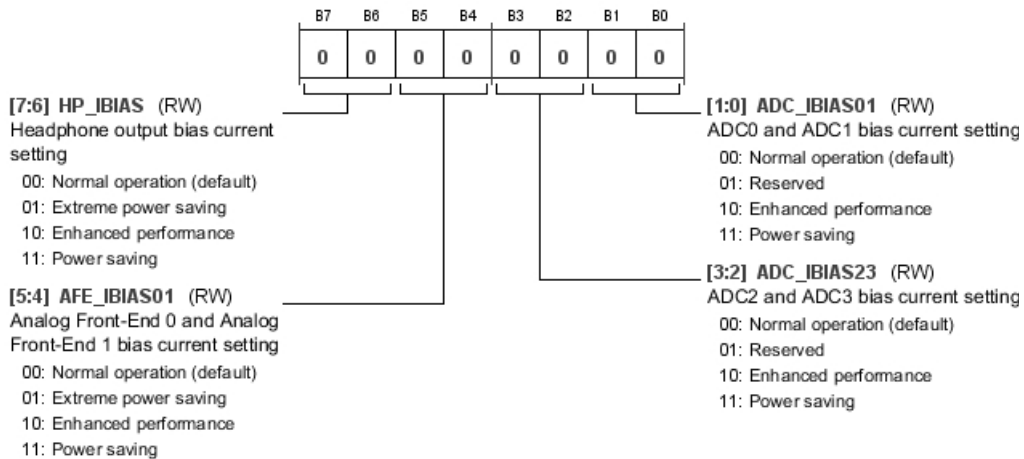 B7 B6 B5 B4 B3 B2 B1 B0
0 0 0 0 0 0 0 0
[7:6] HP_IBIAS (RW)
Headphone output bias current
setting
00: Normal operation (default)
01: Extreme power saving
10: Enhanced performance
11: Power saving
[5:4] AFE_IBIAS01 (RW)
Analog Front-End 0 and Analog
Front-End 1 bias current setting
00: Normal operation (default)
01: Extreme power saving
10: Enhanced performance
11: Power saving
[1:0] ADC_IBIAS01 (RW)
ADC0 and ADC1 bias current setting
00: Normal operation (default)
01: Reserved
10: Enhanced performance
11: Power saving
[3:2] ADC_IBIAS23 (RW)
ADC2 and ADC3 bias current setting
00: Normal operation (default)
01: Reserved
10: Enhanced performance
11: Power saving